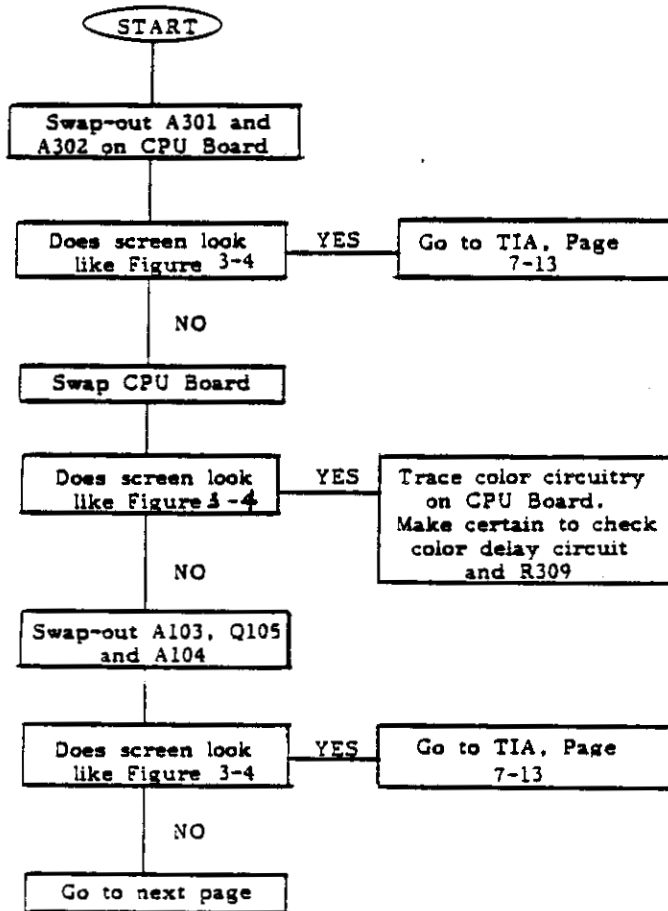 START
Swap-out A301 and
A302 on CPU Board
Does screen look
like Figure 3-4
YES
Go to TIA, Page
7-13
NO
Swap CPU Board
Does screen look
like Figure 3-4
YES
Trace color circuitry
on CPU Board.
Make certain to check
color delay circuit
and R309
NO
Swap-out A103, Q105
and A104
Does screen look
like Figure 3-4
YES
Go to TIA, Page
7-13
NO
Go to next page